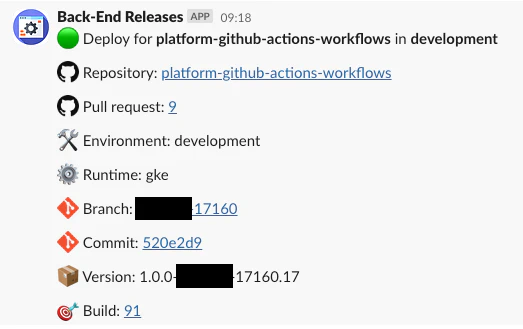 Back-End Releases APP 09:18
Deploy for platform-github-actions-workflows in development
Repository: platform-github-actions-workflows
Pull request: 9
Environment: development
Runtime: gke
Branch: -17160
Commit: 520e2d9
Version: 1.0.0- -17160.17
Build: 91